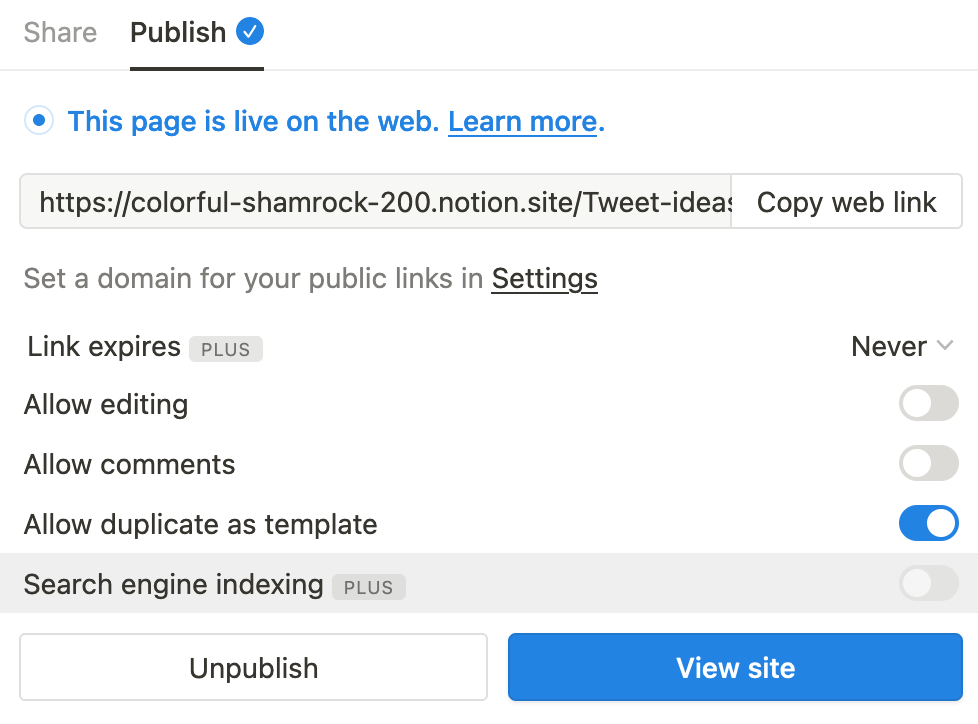 Share Publish
This page is live on the web. Learn more.
https://colorful-shamrock-200.notion.site/Tweet-ideas Copy web link
Set a domain for your public links in Settings
Link expires PLUS Never
Allow editing
Allow comments
Allow duplicate as template
Search engine indexing PLUS
Unpublish View site